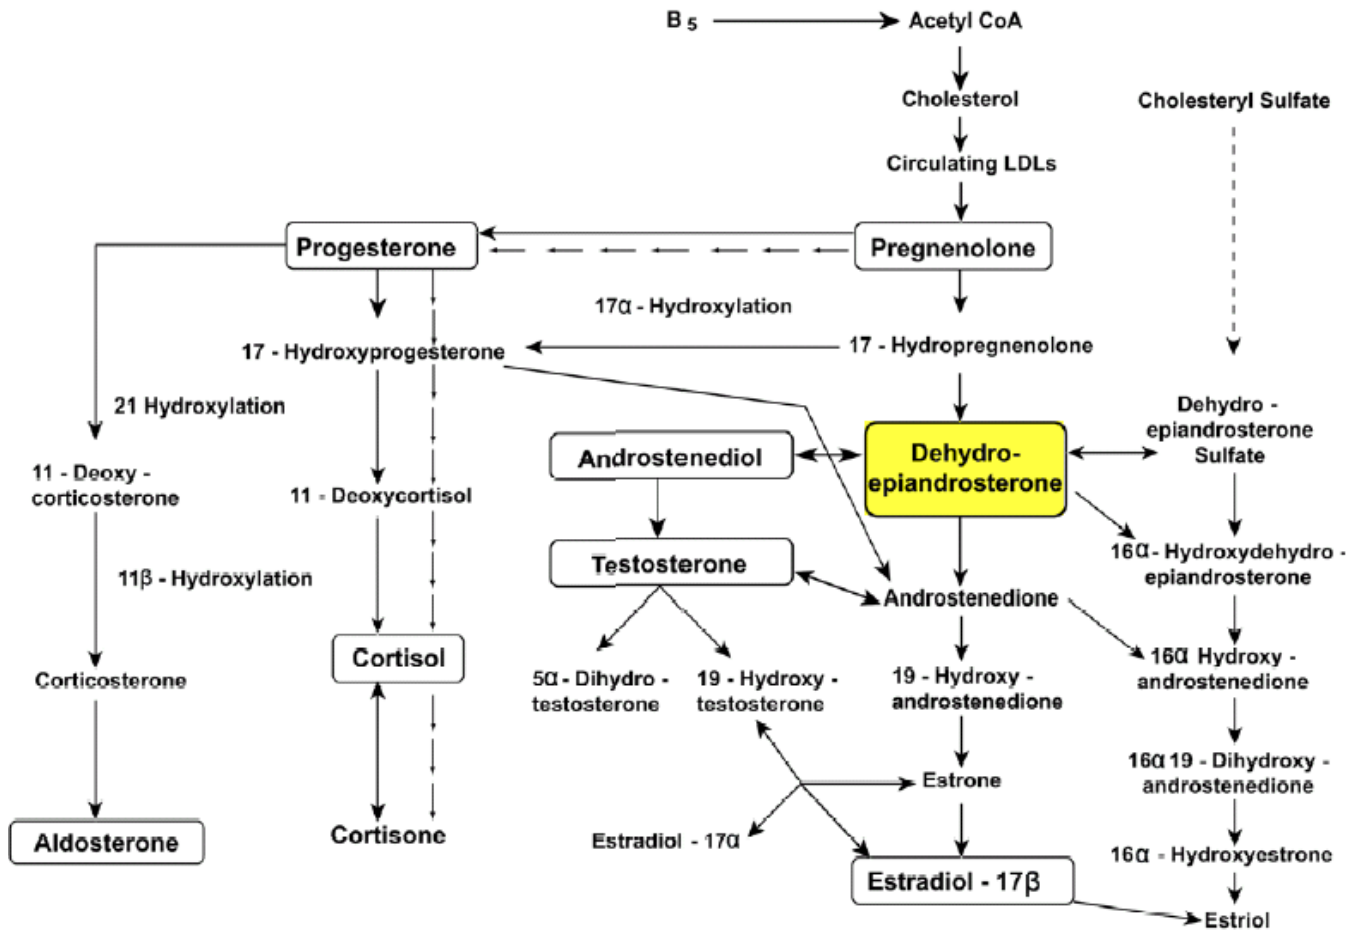 B 5
Acetyl CoA
Cholesterol
Cholesteryl Sulfate
Circulating LDLs
Progesterone
Pregnenolone
17α - Hydroxylation
17 - Hydroxyprogesterone
17 - Hydropregnenolone
21 Hydroxylation
Dehydro -
epiandrosterone
Sulfate
Androstenediol
Dehydro-
epiandrosterone
11 - Deoxy -
corticosterone
11 - Deoxycortisol
16α- Hydroxydehydro -
epiandrosterone
Testosterone
11β - Hydroxylation
Androstenedione
Cortisol
16α Hydroxy -
androstenedione
Corticosterone
5α - Dihydro -
testosterone
19 - Hydroxy -
testosterone
19 - Hydroxy -
androstenedione
16α 19 - Dihydroxy -
androstenedione
Estrone
Aldosterone
Cortisone
Estradiol - 17α
16α - Hydroxyestrone
Estradiol - 17β
Estriol